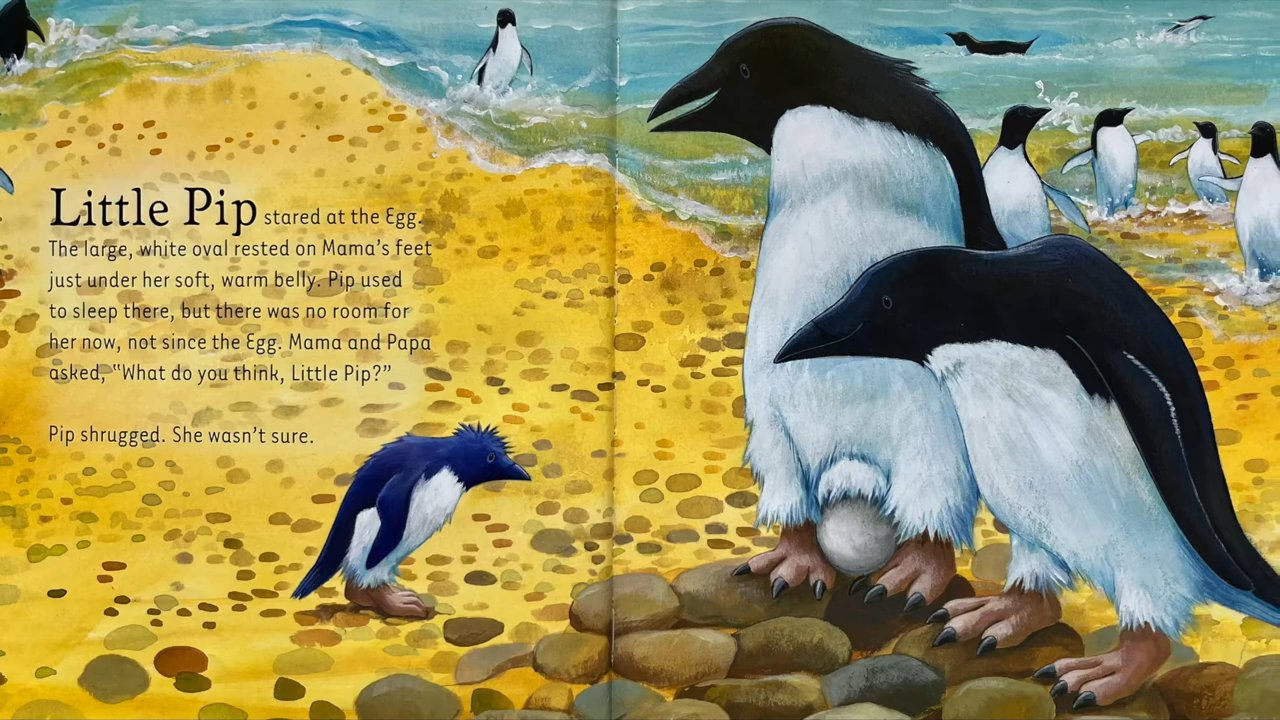 Little Pip stared at the Egg.
The large, white oval rested on Mama's feet
just under her soft, warm belly. Pip used
to sleep there, but there was no room for
her now, not since the Egg. Mama and Papa
asked, “What do you think, Little Pip?”
Pip shrugged. She wasn't sure.